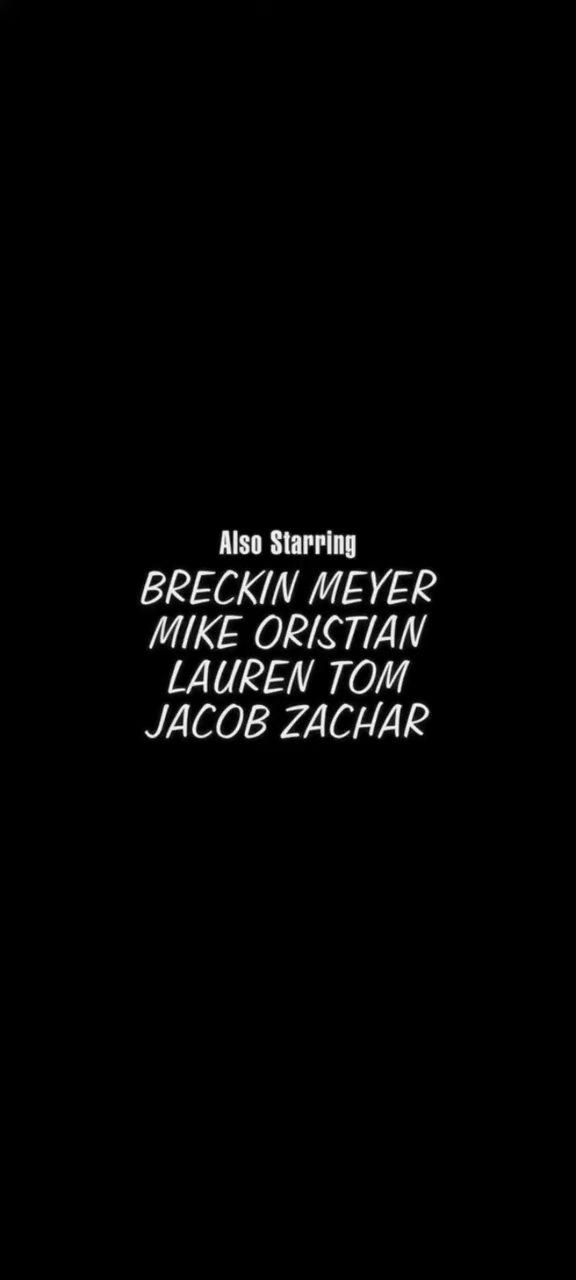 Also Starring
BRECKIN MEYER
MIKE ORISTIAN
LAUREN TOM
JACOB ZACHAR